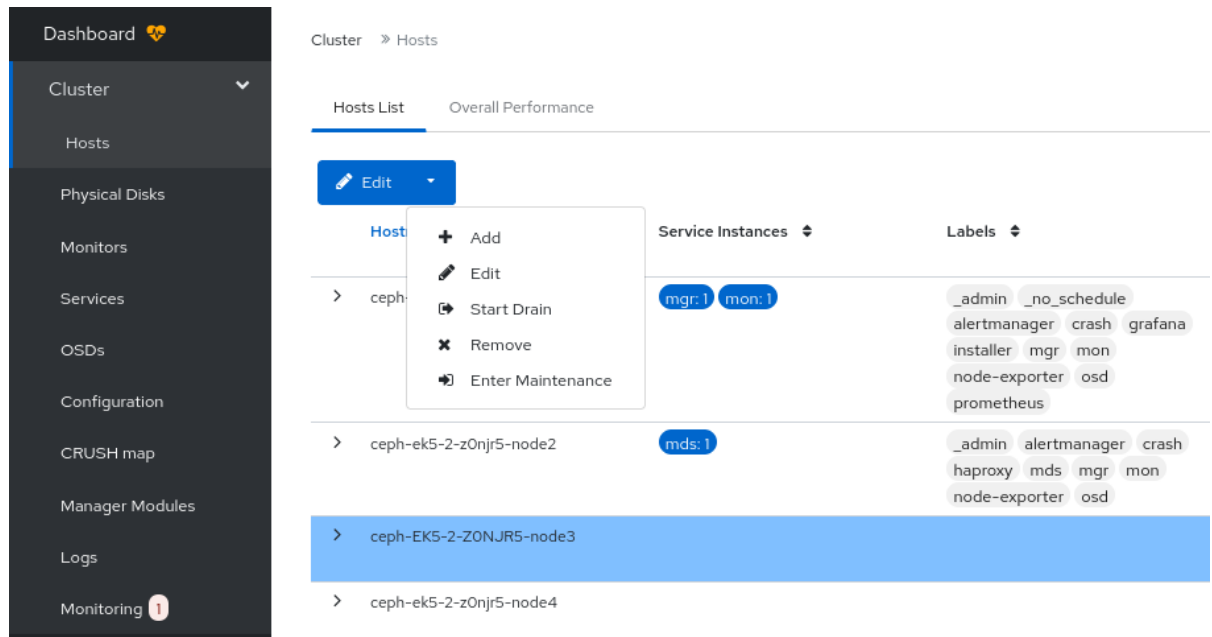 Dashboard
Cluster
Hosts
Physical Disks
Monitors
Services
OSDs
Configuration
CRUSH map
Manager Modules
Logs
Monitoring 1
Cluster » Hosts
Hosts List Overall Performance
Edit
Add
Edit
Start Drain
Remove
Enter Maintenance
Service Instances Labels
mgr: 1 mon: 1
_admin _no_schedule
alertmanager crash grafana
installer mgr mon
node-exporter osd
prometheus
ceph-ek5-2-z0njr5-node2 mds: 1
_admin alertmanager crash
haproxy mds mgr mon
node-exporter osd
ceph-EK5-2-Z0NJR5-node3
ceph-ek5-2-z0njr5-node4